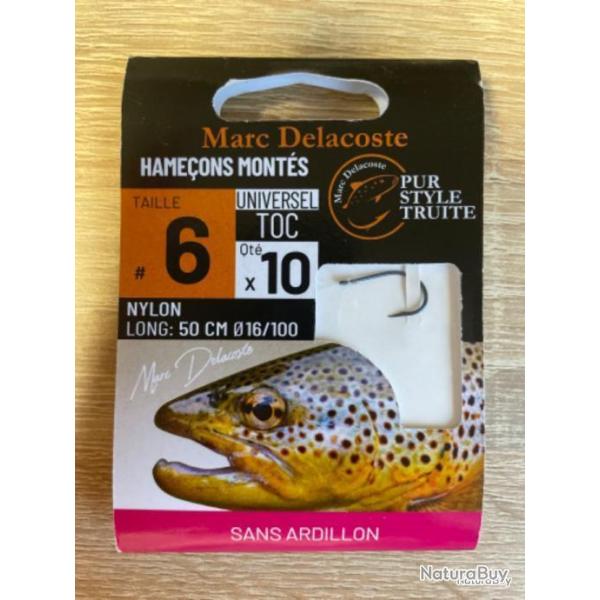 Marc Delacoste
HAMEÇONS MONTÉS
TAILLE
# 6
UNIVERSEL
TOC
Qté
x 10
Marc Delacoste
PUR
STYLE
TRUITE
NYLON
LONG: 50 CM Ø16/100
Marc Delacoste
SANS ARDILLON
NaturaBuy